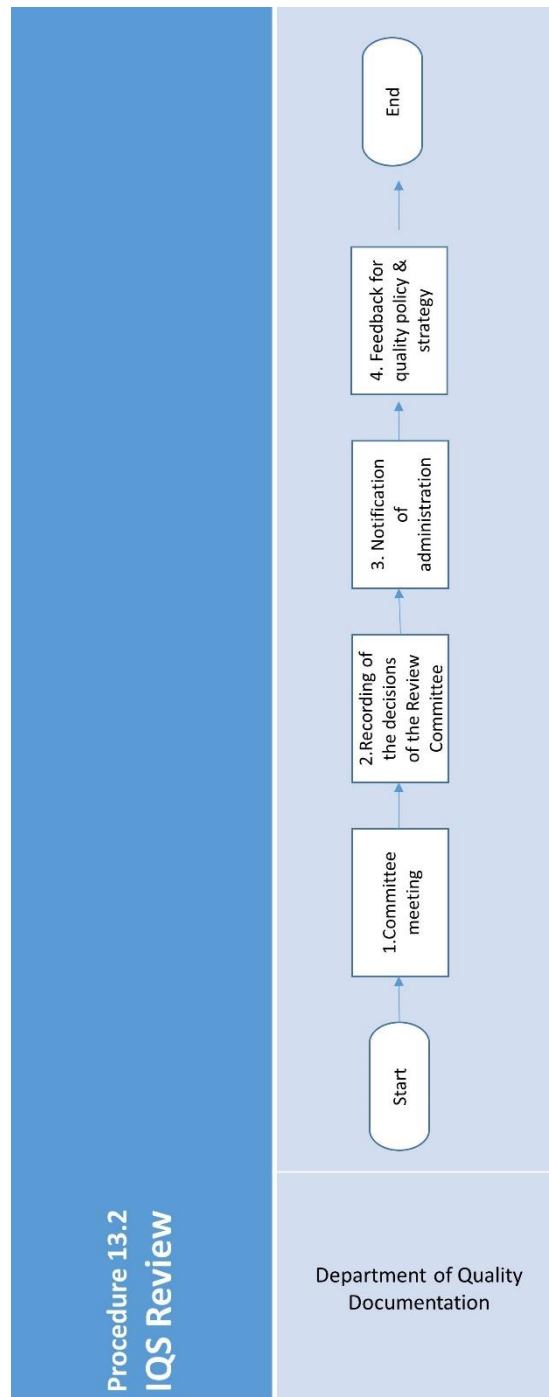 Procedure 13.2
IQS Review
Department of Quality
Documentation
Start
1.Committee
meeting
2.Recording of
the decisions
of the Review
Committee
3. Notification
of
administration
4. Feedback for
quality policy &
strategy
End